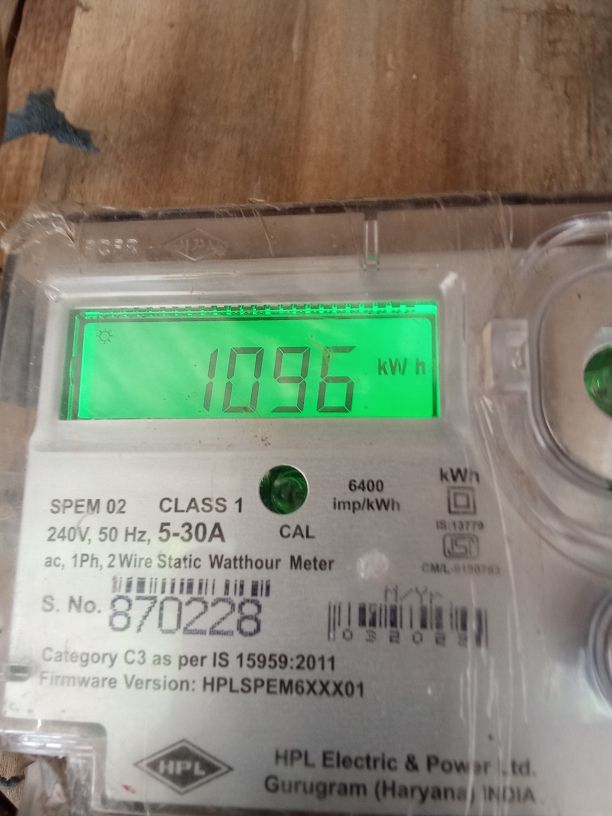 1096 kWh
SPEM 02 CLASS 1
240V, 50 Hz, 5-30A
CAL
6400
imp/kWh
kWh
IS:13779
ac, 1Ph, 2 Wire Static Watthour Meter
S. No. 870228
M/Yr
Category C3 as per IS 15959:2011
Firmware Version: HPLSPEM6XXX01
HPL
HPL Electric & Power Ltd.
Gurugram (Haryana) INDIA